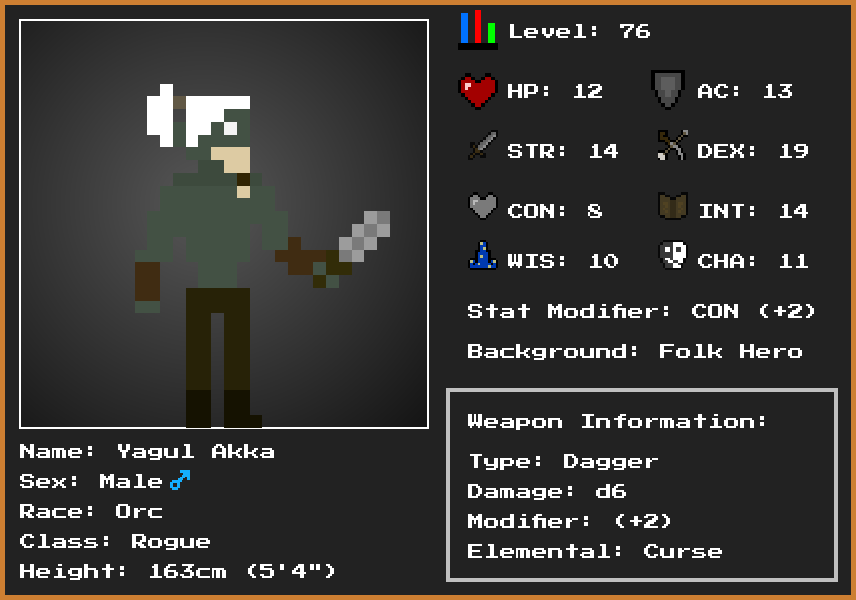 Level: 76
HP: 12
AC: 13
STR: 14
DEX: 19
CON: 8
INT: 14
WIS: 10
CHA: 11
Stat Modifier: CON (+2)
Background: Folk Hero
Weapon Information:
Type: Dagger
Damage: d6
Modifier: (+2)
Elemental: Curse
Name: Yagul Akka
Sex: Male ♂
Race: Orc
Class: Rogue
Height: 163cm (5'4")